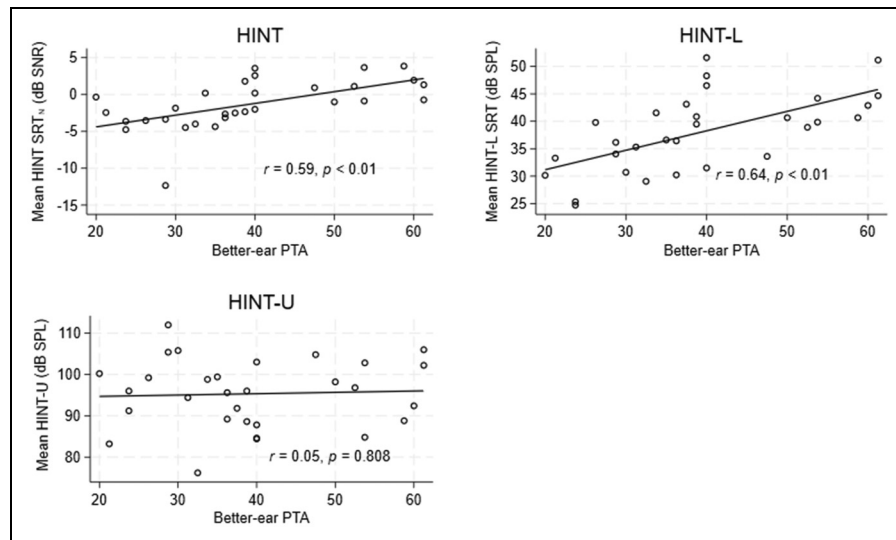 HINT
Mean HINT SRTN (dB SNR)
5
0
-5
-10
-15
r = 0.59, p < 0.01
20 30 40 50 60
Better-ear PTA
HINT-L
Mean HINT-L SRT (dB SPL)
50
45
40
35
30
25
r = 0.64, p < 0.01
20 30 40 50 60
Better-ear PTA
HINT-U
Mean HINT-U (dB SPL)
110
100
90
80
r = 0.05, p = 0.808
20 30 40 50 60
Better-ear PTA